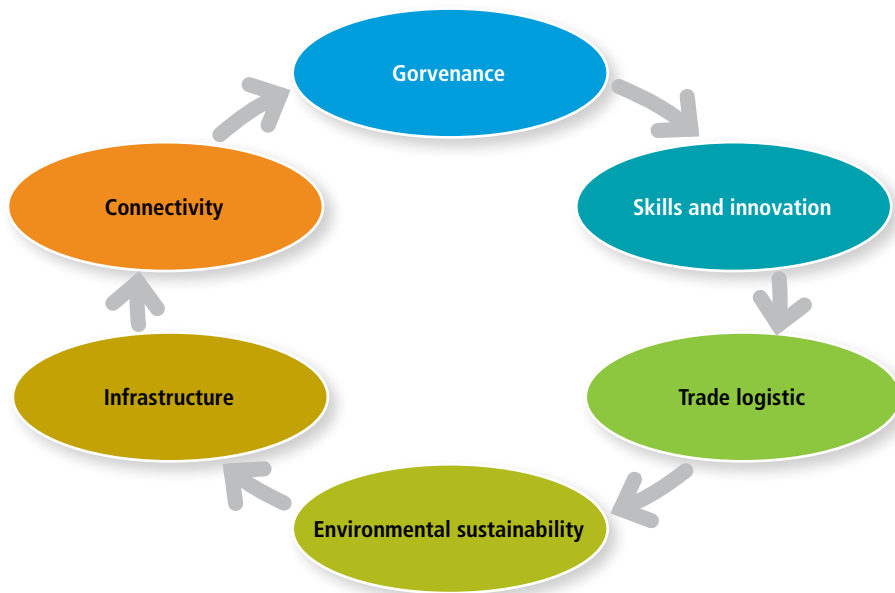 Gorvenance
Skills and innovation
Trade logistic
Environmental sustainability
Infrastructure
Connectivity